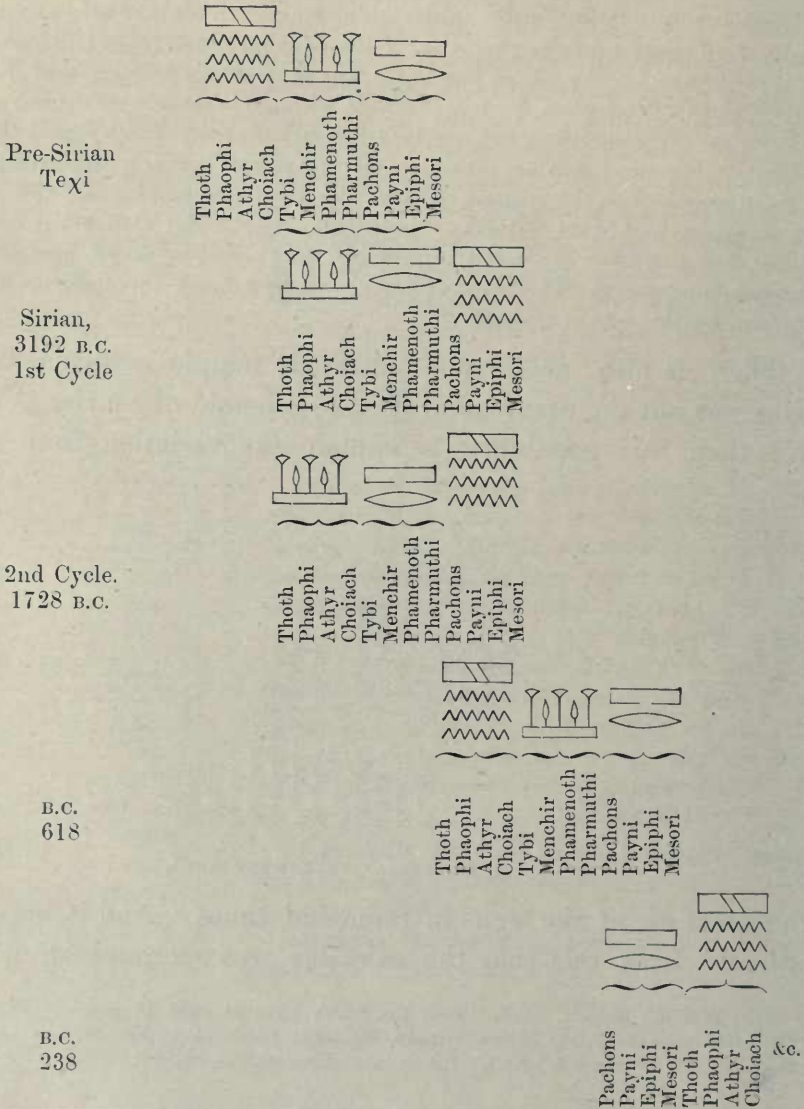 Pre-Sirian
Teχi
Thoth
Phaophi
Athyr
Choiach
Tybi
Menchir
Phamenoth
Pharmuthi
Pachons
Payni
Epiphi
Mesori
Sirian,
3192 B.C.
1st Cycle
Thoth
Phaophi
Athyr
Choiach
Tybi
Menchir
Phamenoth
Pharmuthi
Pachons
Payni
Epiphi
Mesori
2nd Cycle.
1728 B.C.
Thoth
Phaophi
Athyr
Choiach
Tybi
Menchir
Phamenoth
Pharmuthi
Pachons
Payni
Epiphi
Mesori
B.C.
618
Thoth
Phaophi
Athyr
Choiach
Tybi
Menchir
Phamenoth
Pharmuthi
Pachons
Payni
Epiphi
Mesori
B.C.
238
Pachons
Payni
Epiphi
Mesori
Thoth
Phaophi
Athyr
Choiach
&c.